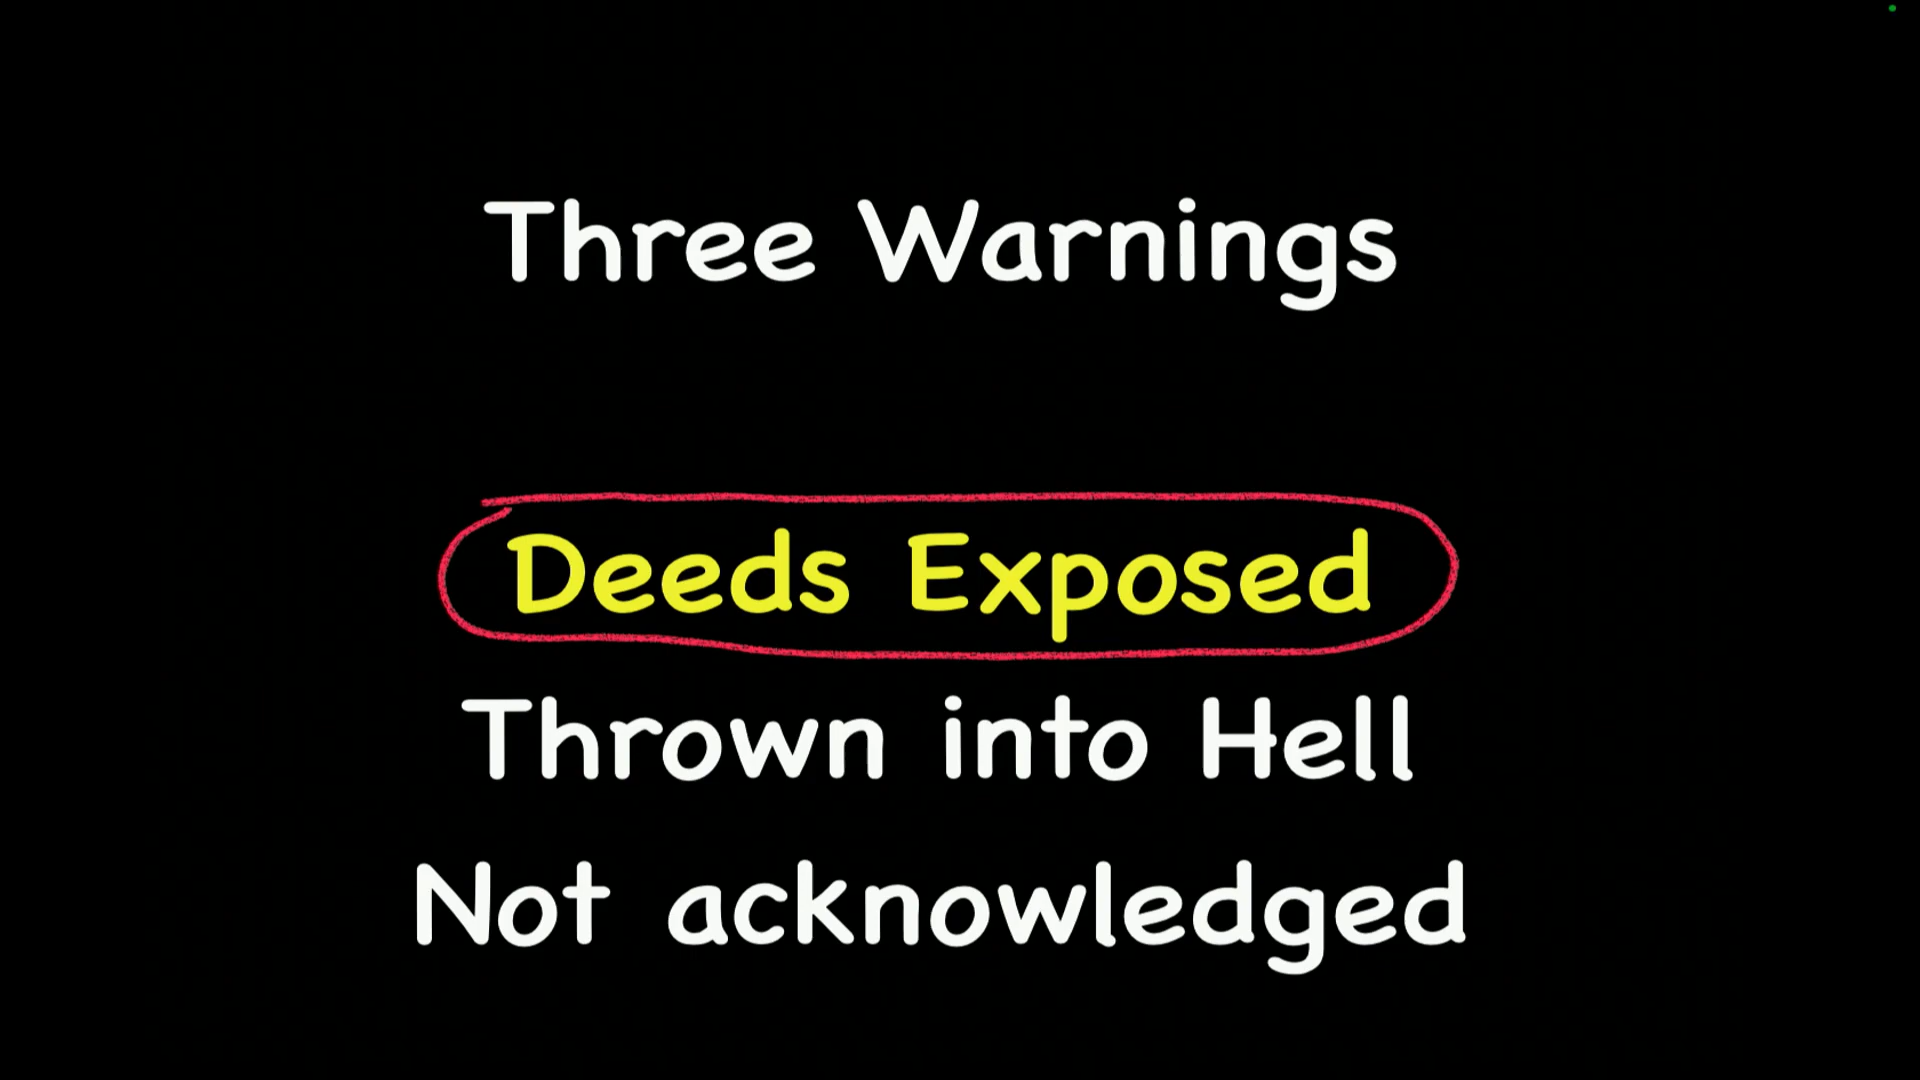 Three Warnings
Deeds Exposed
Thrown into Hell
Not acknowledged